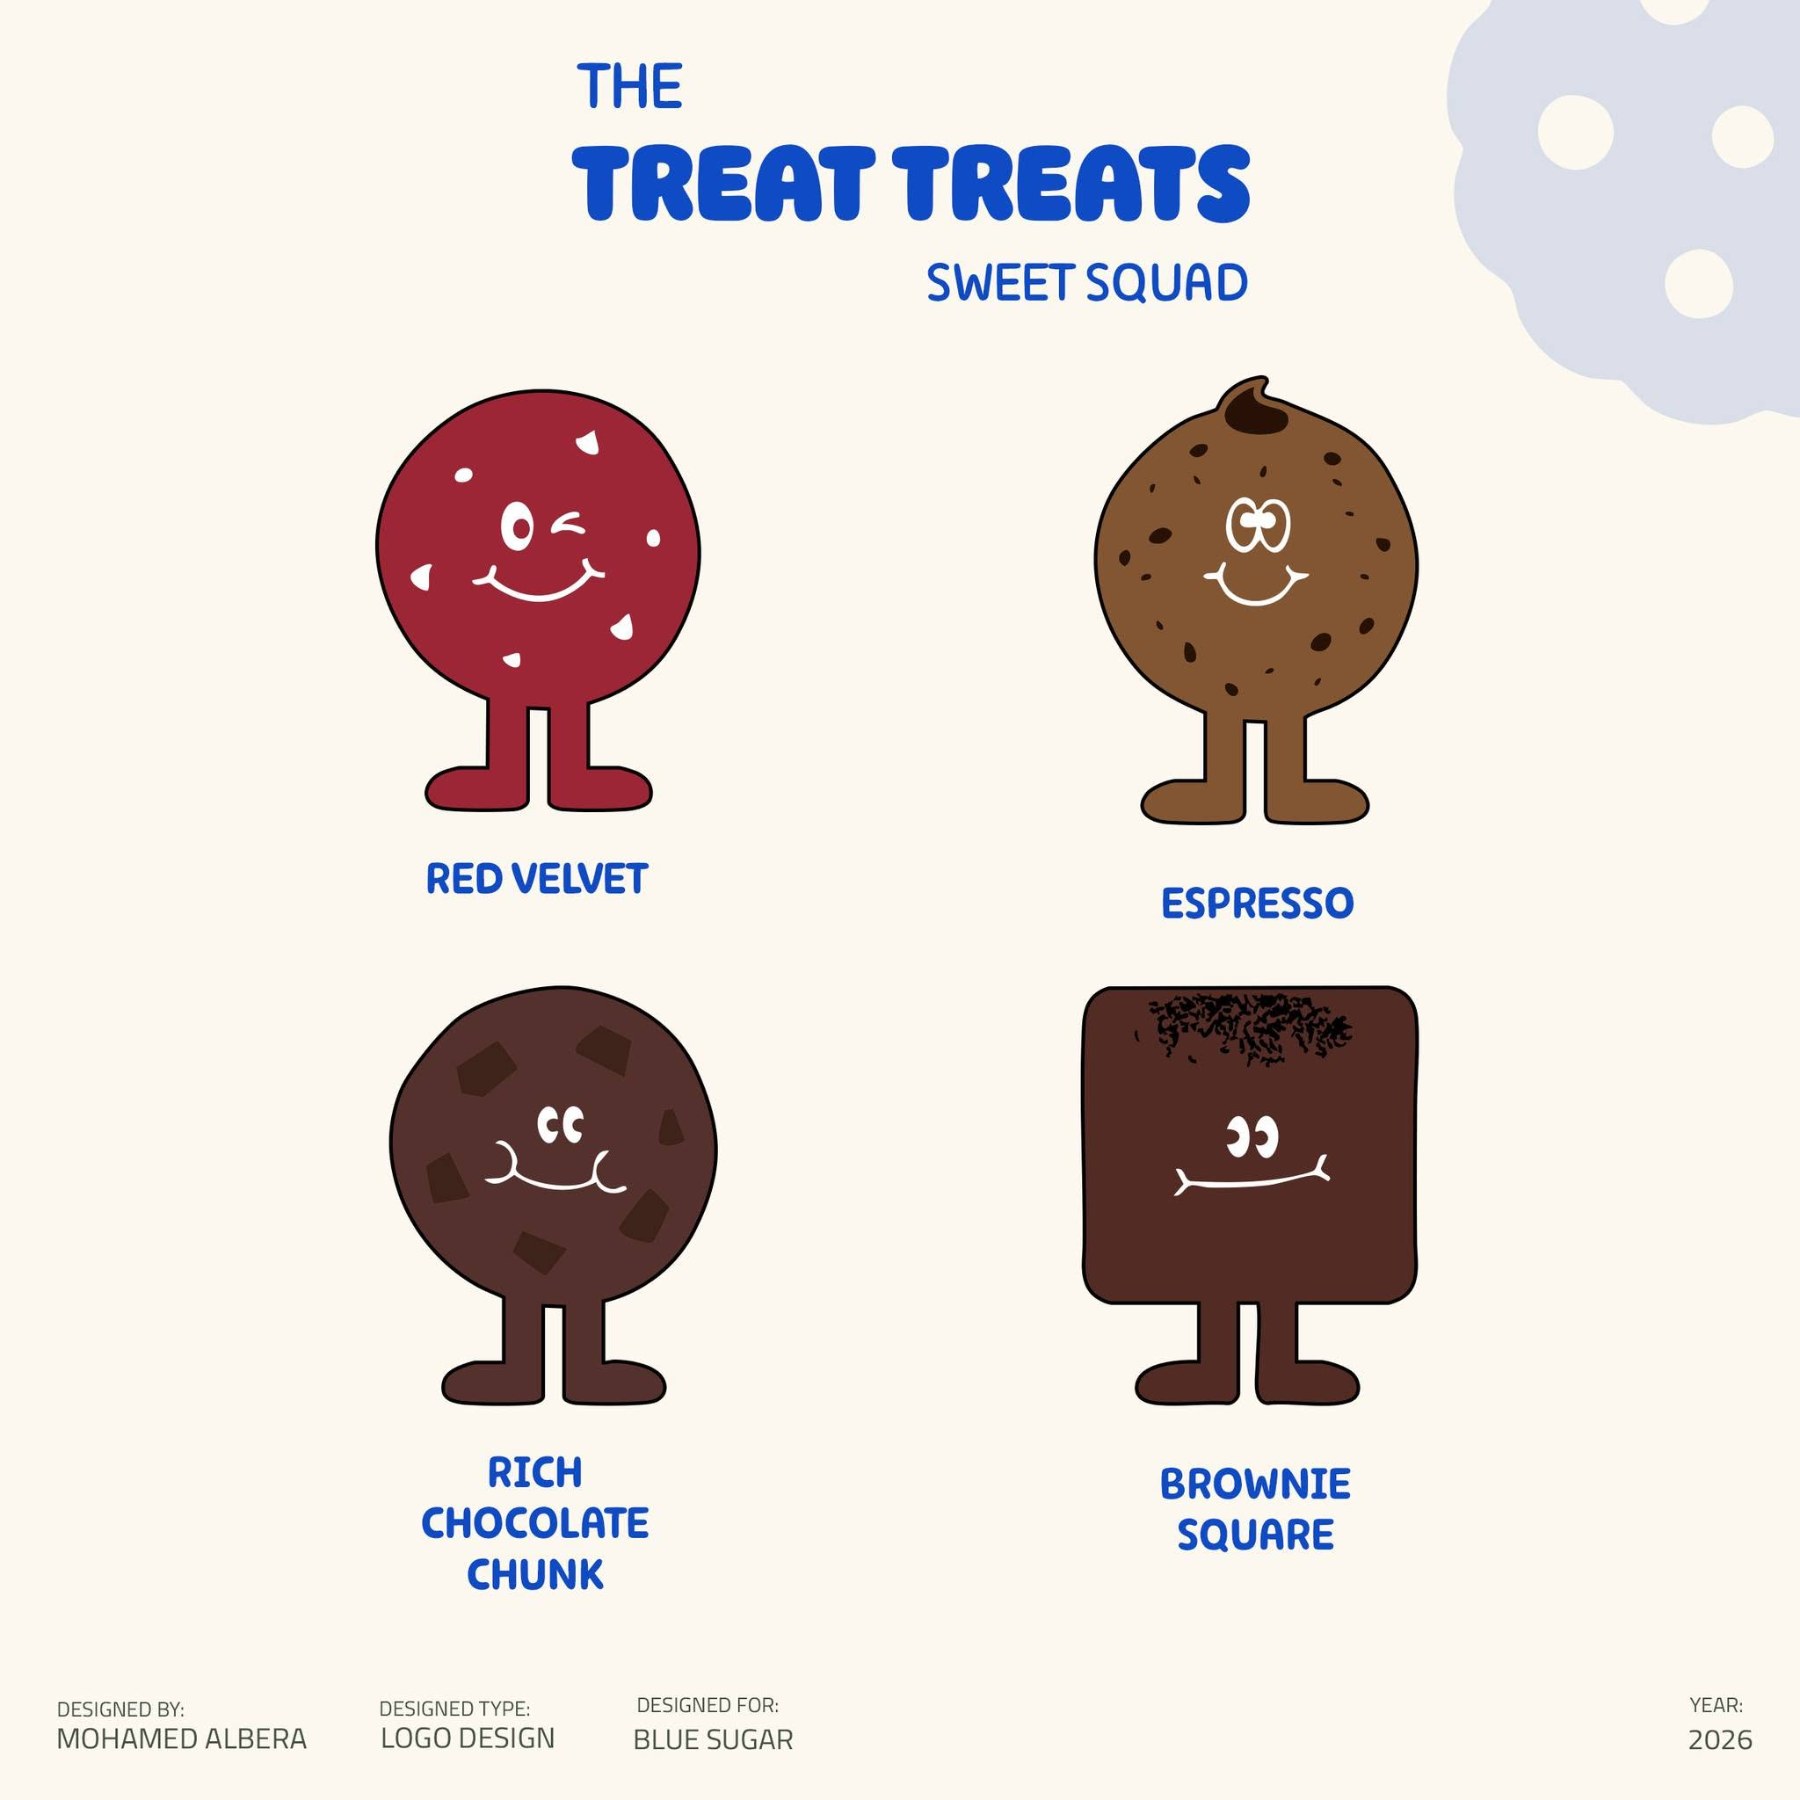 THE
TREAT TREATS
SWEET SQUAD
RED VELVET
ESPRESSO
RICH
CHOCOLATE
CHUNK
BROWNIE
SQUARE
DESIGNED BY:
MOHAMED ALBERA
DESIGNED TYPE:
LOGO DESIGN
DESIGNED FOR:
BLUE SUGAR
YEAR:
2026